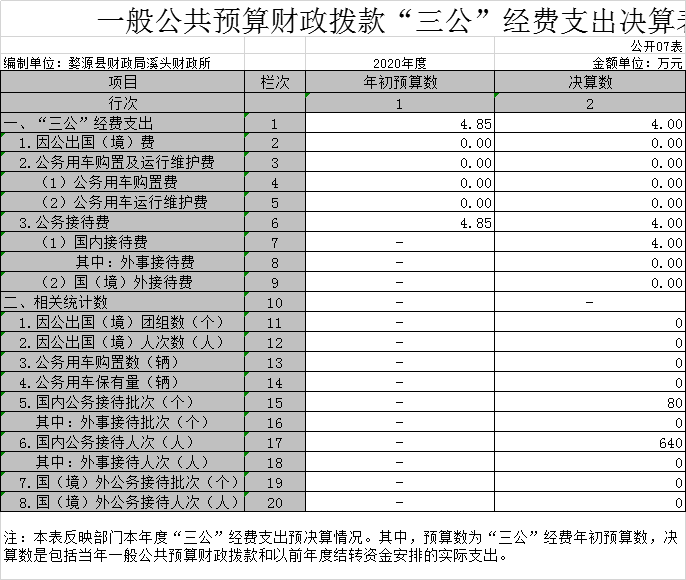 一般公共预算财政拨款“三公”经费支出决算表
公开07表
编制单位：婺源县财政局溪头财政所 2020年度 金额单位：万元
项目 栏次 年初预算数 决算数
行次 1 2
一、“三公”经费支出 1 4.85 4.00
1.因公出国（境）费 2 0.00 0.00
2.公务用车购置及运行维护费 3 0.00 0.00
（1）公务用车购置费 4 0.00 0.00
（2）公务用车运行维护费 5 0.00 0.00
3.公务接待费 6 4.85 4.00
（1）国内接待费 7 — 4.00
其中：外事接待费 8 — 0.00
（2）国（境）外接待费 9 — 0.00
二、相关统计数 10 — —
1.因公出国（境）团组数（个） 11 — 0
2.因公出国（境）人次数（人） 12 — 0
3.公务用车购置数（辆） 13 — 0
4.公务用车保有量（辆） 14 — 0
5.国内公务接待批次（个） 15 — 80
其中：外事接待批次（个） 16 — 0
6.国内公务接待人次（人） 17 — 640
其中：外事接待人次（人） 18 — 0
7.国（境）外公务接待批次（个） 19 — 0
8.国（境）外公务接待人次（人） 20 — 0
注：本表反映部门本年度“三公”经费支出预决算情况。其中，预算数为“三公”经费年初预算数，决
算数是包括当年一般公共预算财政拨款和以前年度结转资金安排的实际支出。